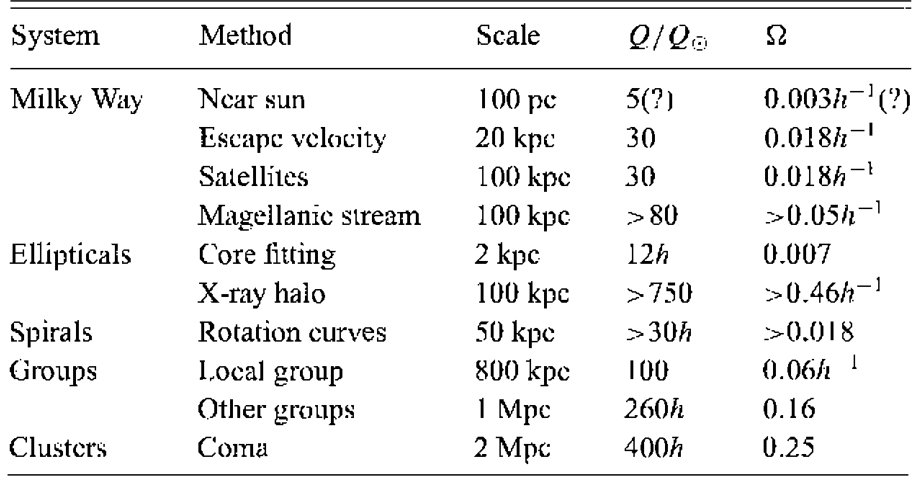 System Method Scale Q/Q☉ Ω
Milky Way Near sun 100 pc 5(?) 0.003h⁻¹(?)
Escape velocity 20 kpc 30 0.018h⁻¹
Satellites 100 kpc 30 0.018h⁻¹
Magellanic stream 100 kpc >80 >0.05h⁻¹
Ellipticals Core fitting 2 kpc 12h 0.007
X-ray halo 100 kpc >750 >0.46h⁻¹
Spirals Rotation curves 50 kpc >30h >0.018
Groups Local group 800 kpc 100 0.06h⁻¹
Other groups 1 Mpc 260h 0.16
Clusters Coma 2 Mpc 400h 0.25